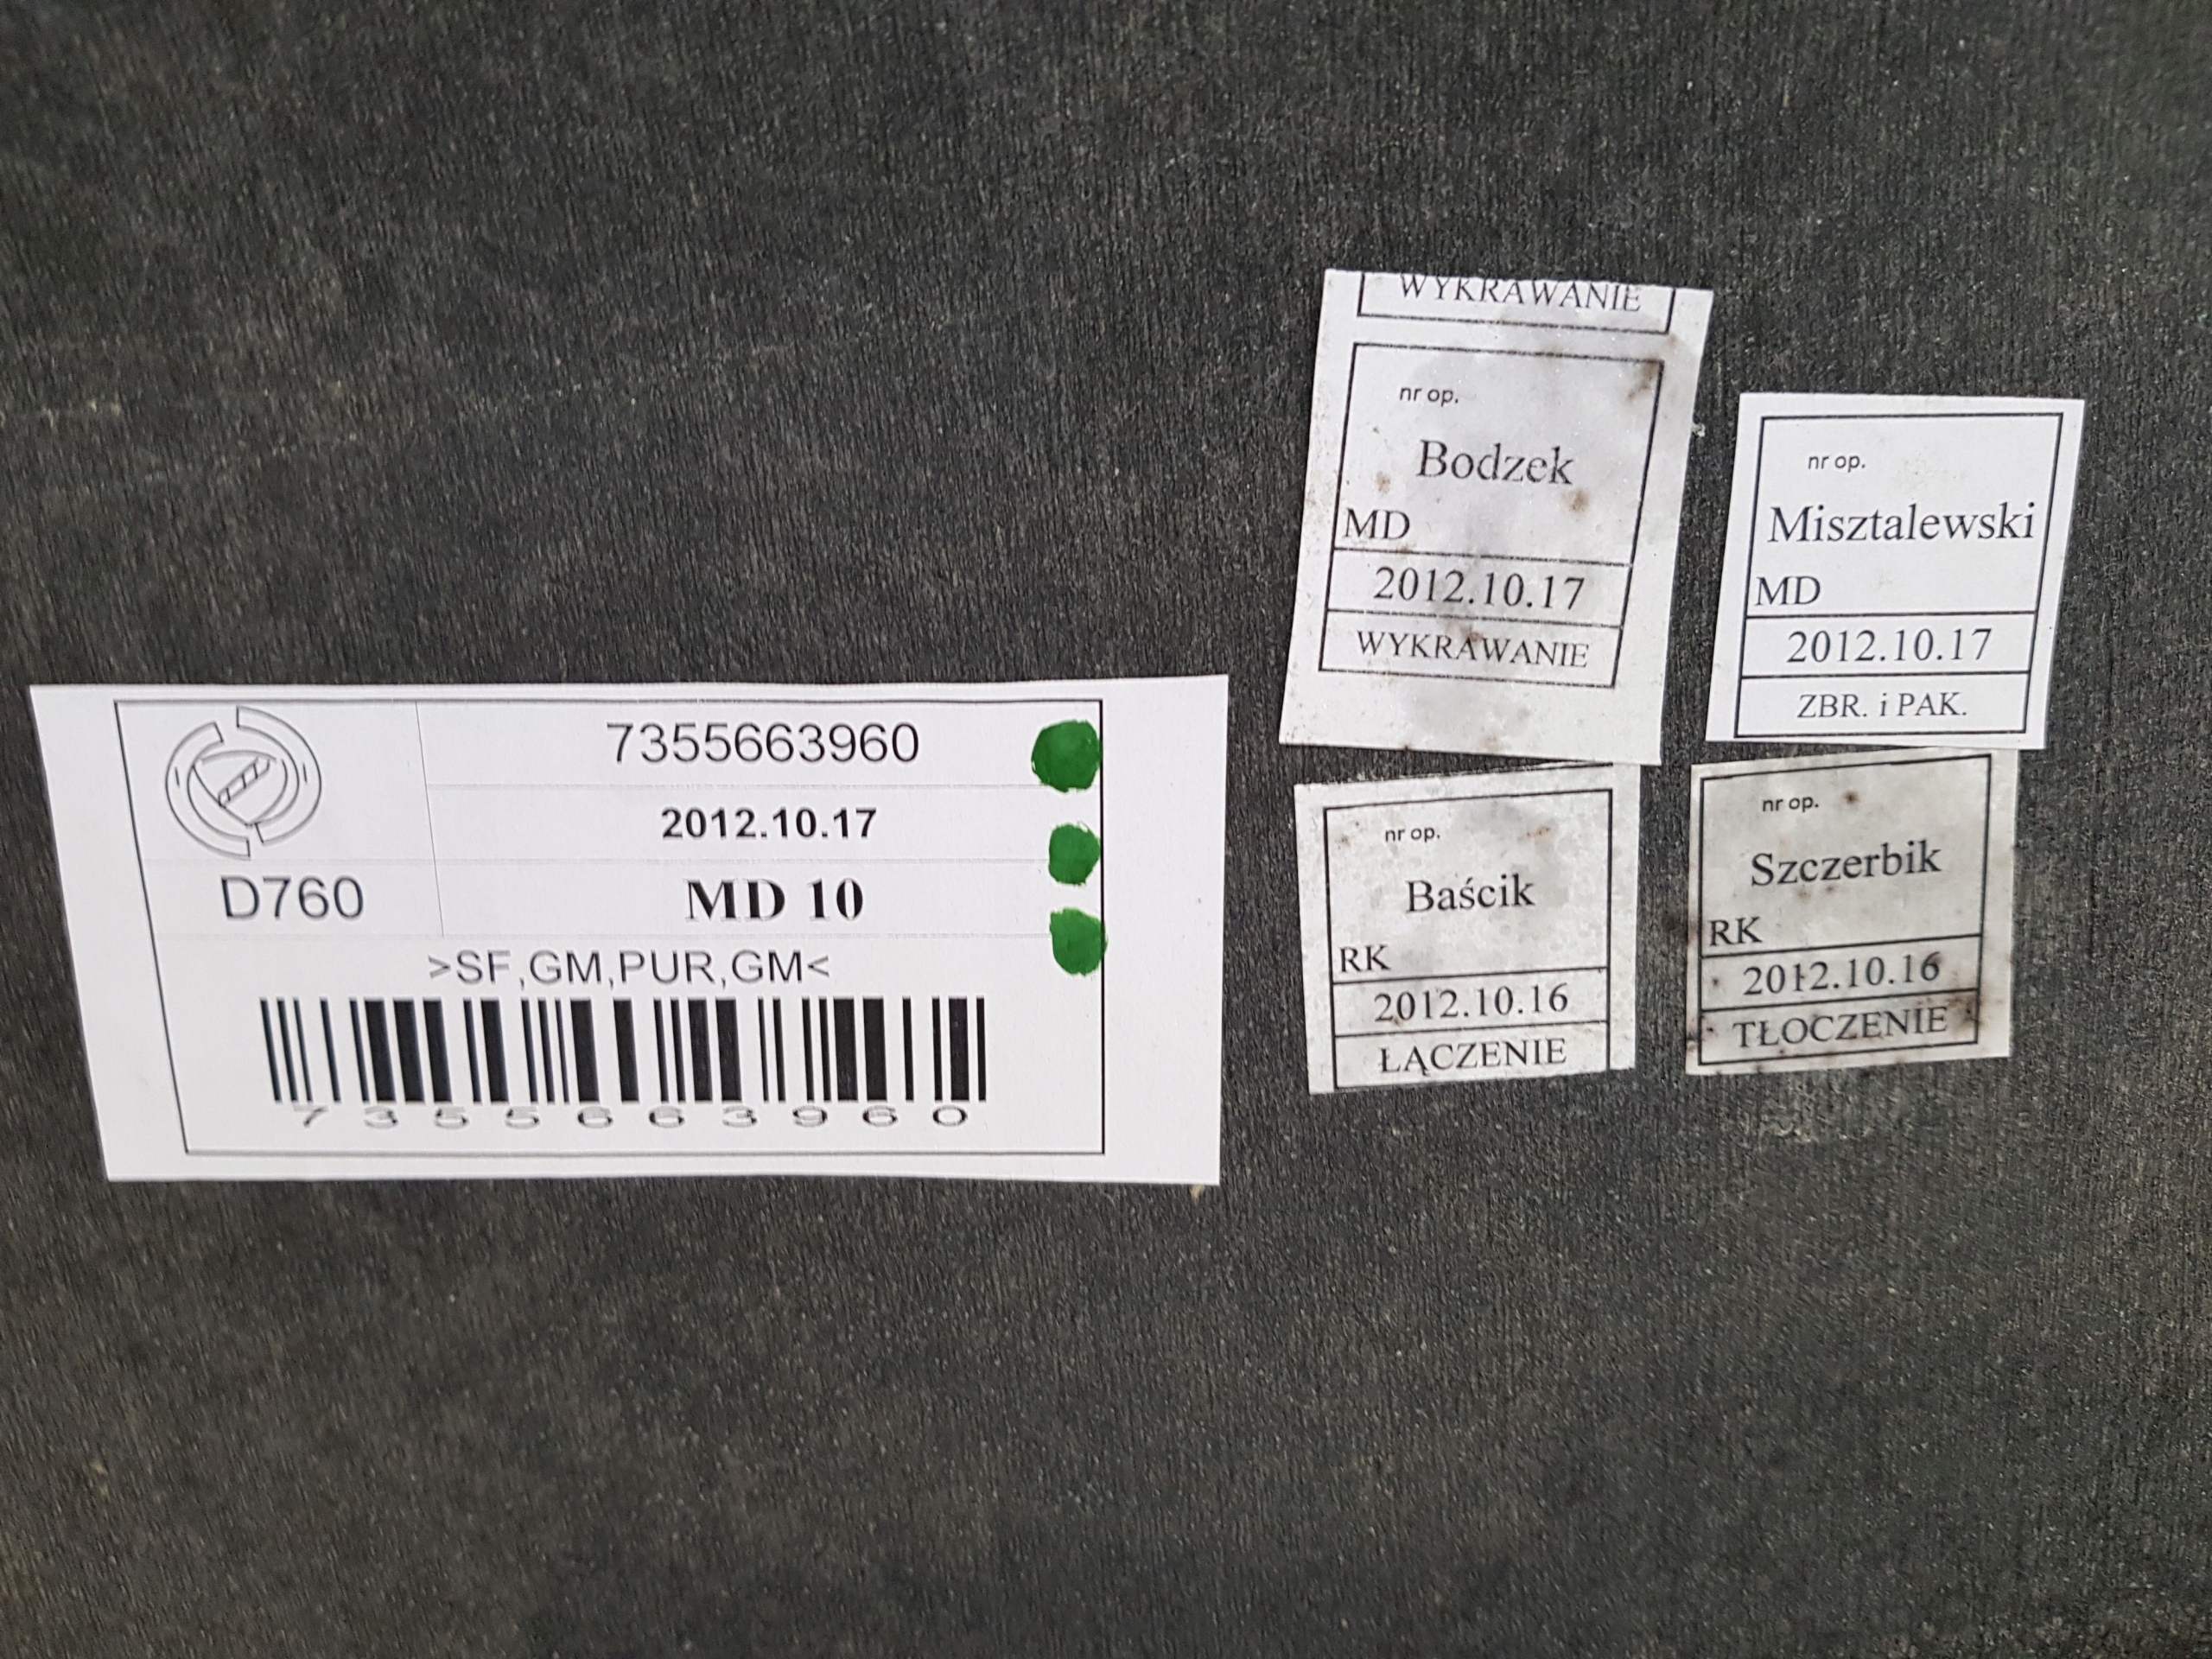 7355663960
2012.10.17
D760
MD 10
>SF,GM,PUR,GM<
7355663960
WYKRAWANIE
nr op.
Bodzek
MD
2012.10.17
WYKRAWANIE
nr op.
Misztalewski
MD
2012.10.17
ZBR. i PAK.
nr op.
Baścik
RK
2012.10.16
ŁĄCZENIE
nr op.
Szczerbik
RK
2012.10.16
TŁOCZENIE